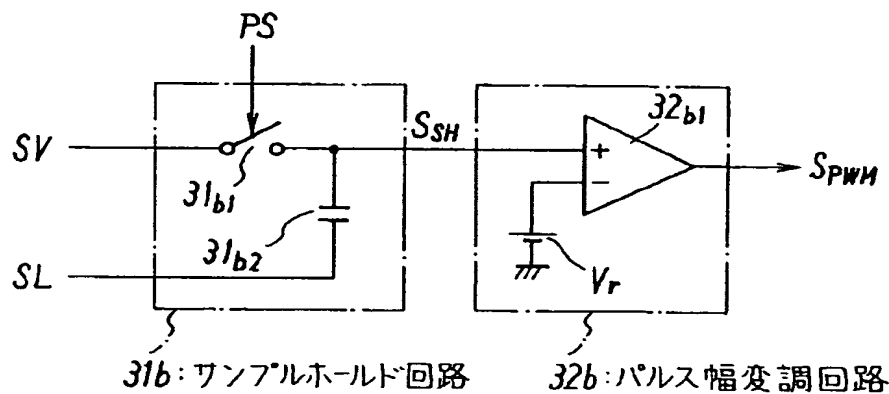 PS
SV
31b1
SSH
32b1
+
−
SPWM
31b2
SL
Vr
31b:サンプルホールド回路
32b:パルス幅変調回路